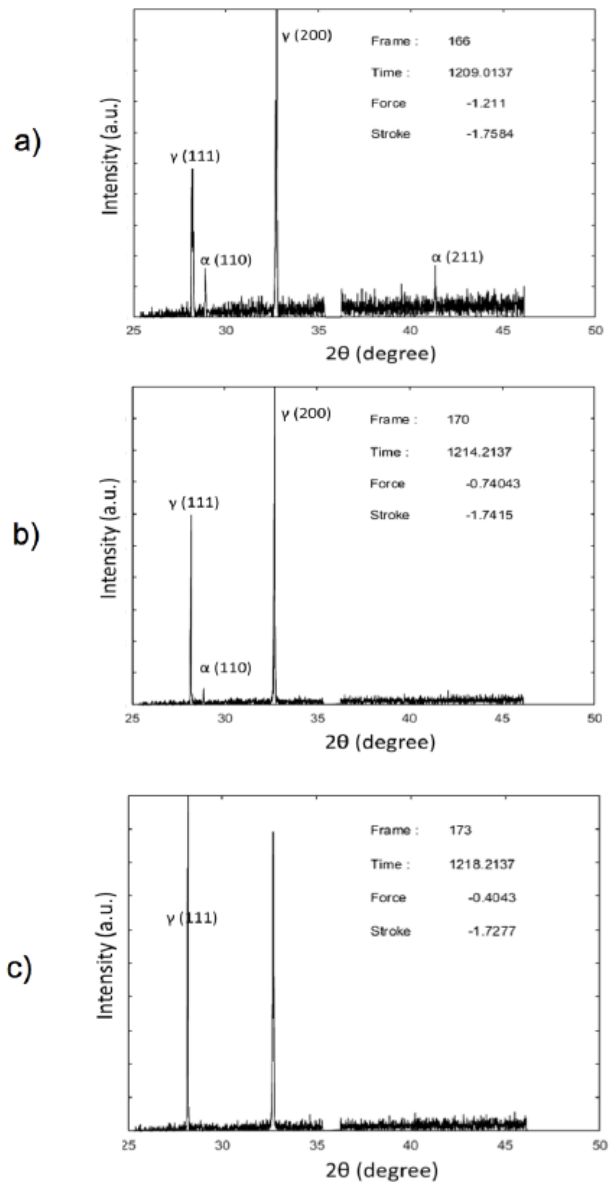 a)
Intensity (a.u.)
γ (200)
γ (111)
α (110)
α (211)
Frame : 166
Time : 1209.0137
Force -1.211
Stroke -1.7584
25 30 35 40 45 50
2θ (degree)
b)
Intensity (a.u.)
γ (200)
γ (111)
α (110)
Frame : 170
Time : 1214.2137
Force -0.74043
Stroke -1.7415
25 30 35 40 45 50
2θ (degree)
c)
Intensity (a.u.)
γ (111)
Frame : 173
Time : 1218.2137
Force -0.4043
Stroke -1.7277
25 30 35 40 45 50
2θ (degree)